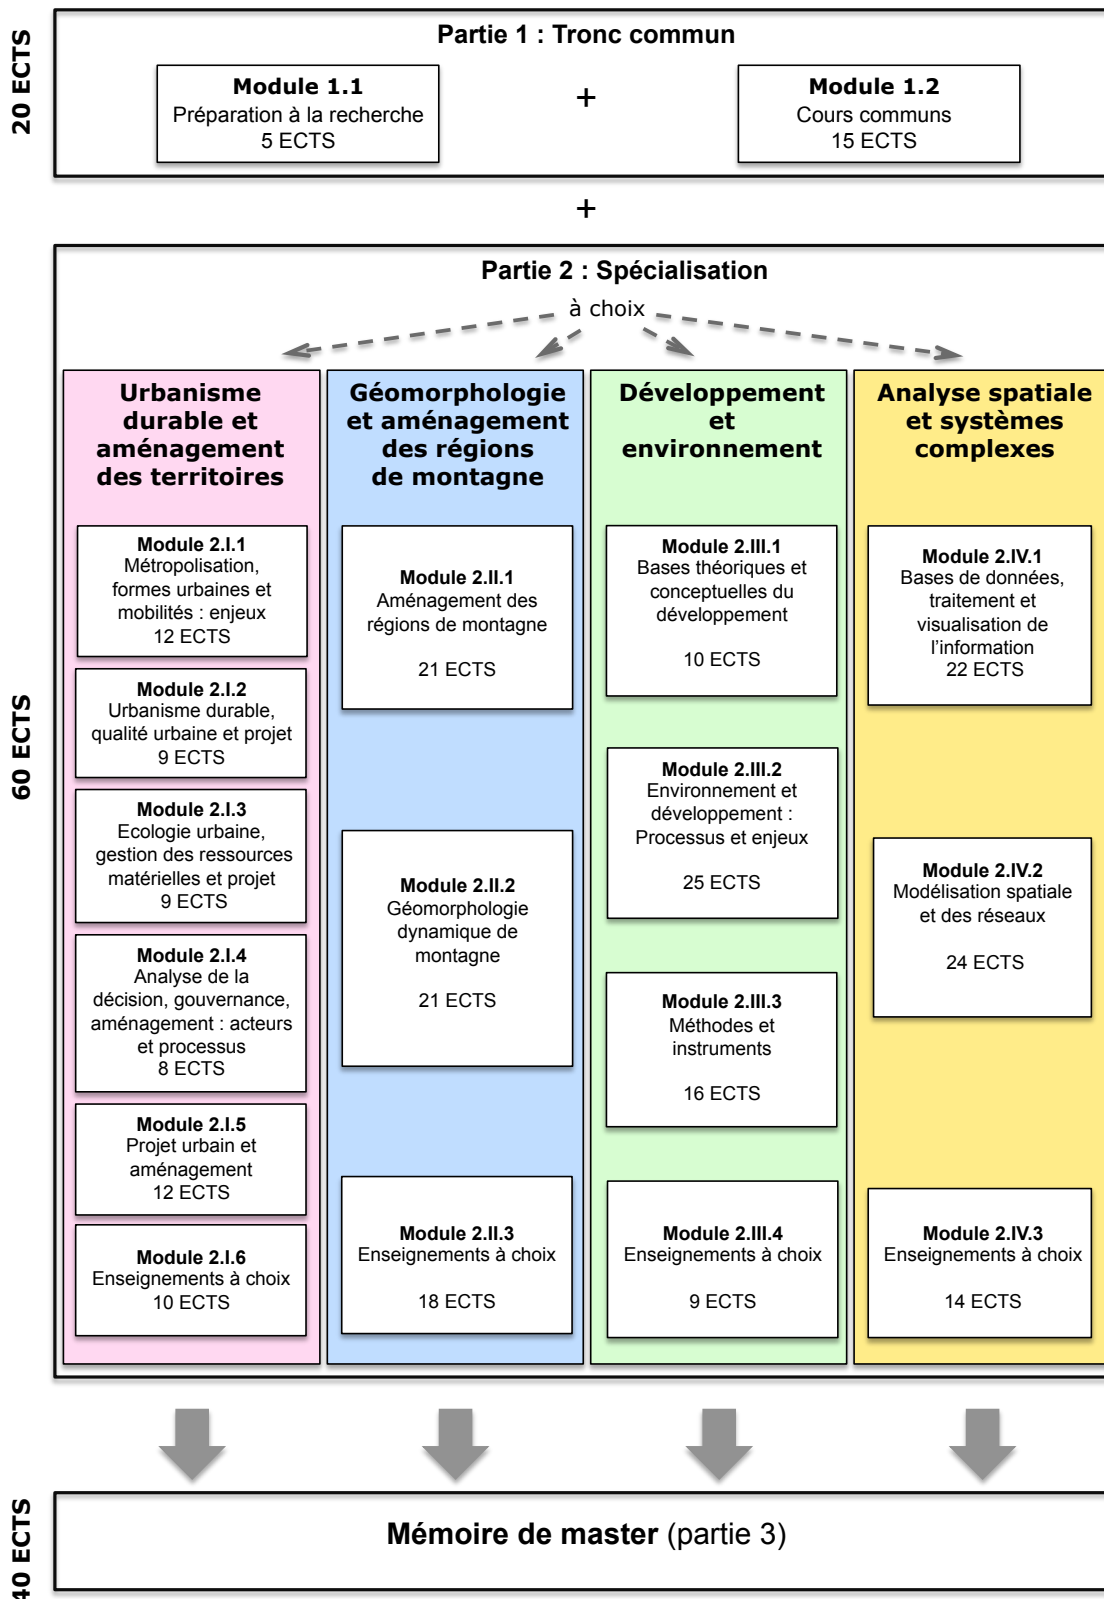 20 ECTS
Partie 1 : Tronc commun
Module 1.1
Préparation à la recherche
5 ECTS
+
Module 1.2
Cours communs
15 ECTS
+
60 ECTS
Partie 2 : Spécialisation
à choix
Urbanisme
durable et
aménagement
des territoires
Module 2.I.1
Métropolisation,
formes urbaines et
mobilités : enjeux
12 ECTS
Module 2.I.2
Urbanisme durable,
qualité urbaine et projet
9 ECTS
Module 2.I.3
Ecologie urbaine,
gestion des ressources
matérielles et projet
9 ECTS
Module 2.I.4
Analyse de la
décision, gouvernance,
aménagement : acteurs
et processus
8 ECTS
Module 2.I.5
Projet urbain et
aménagement
12 ECTS
Module 2.I.6
Enseignements à choix
10 ECTS
Géomorphologie
et aménagement
des régions
de montagne
Module 2.II.1
Aménagement des
régions de montagne
21 ECTS
Module 2.II.2
Géomorphologie
dynamique de
montagne
21 ECTS
Module 2.II.3
Enseignements à choix
18 ECTS
Développement
et
environnement
Module 2.III.1
Bases théoriques et
conceptuelles du
développement
10 ECTS
Module 2.III.2
Environnement et
développement :
Processus et enjeux
25 ECTS
Module 2.III.3
Méthodes et
instruments
16 ECTS
Module 2.III.4
Enseignements à choix
9 ECTS
Analyse spatiale
et systèmes
complexes
Module 2.IV.1
Bases de données,
traitement et
visualisation de
l'information
22 ECTS
Module 2.IV.2
Modélisation spatiale
et des réseaux
24 ECTS
Module 2.IV.3
Enseignements à choix
14 ECTS
40 ECTS
Mémoire de master (partie 3)